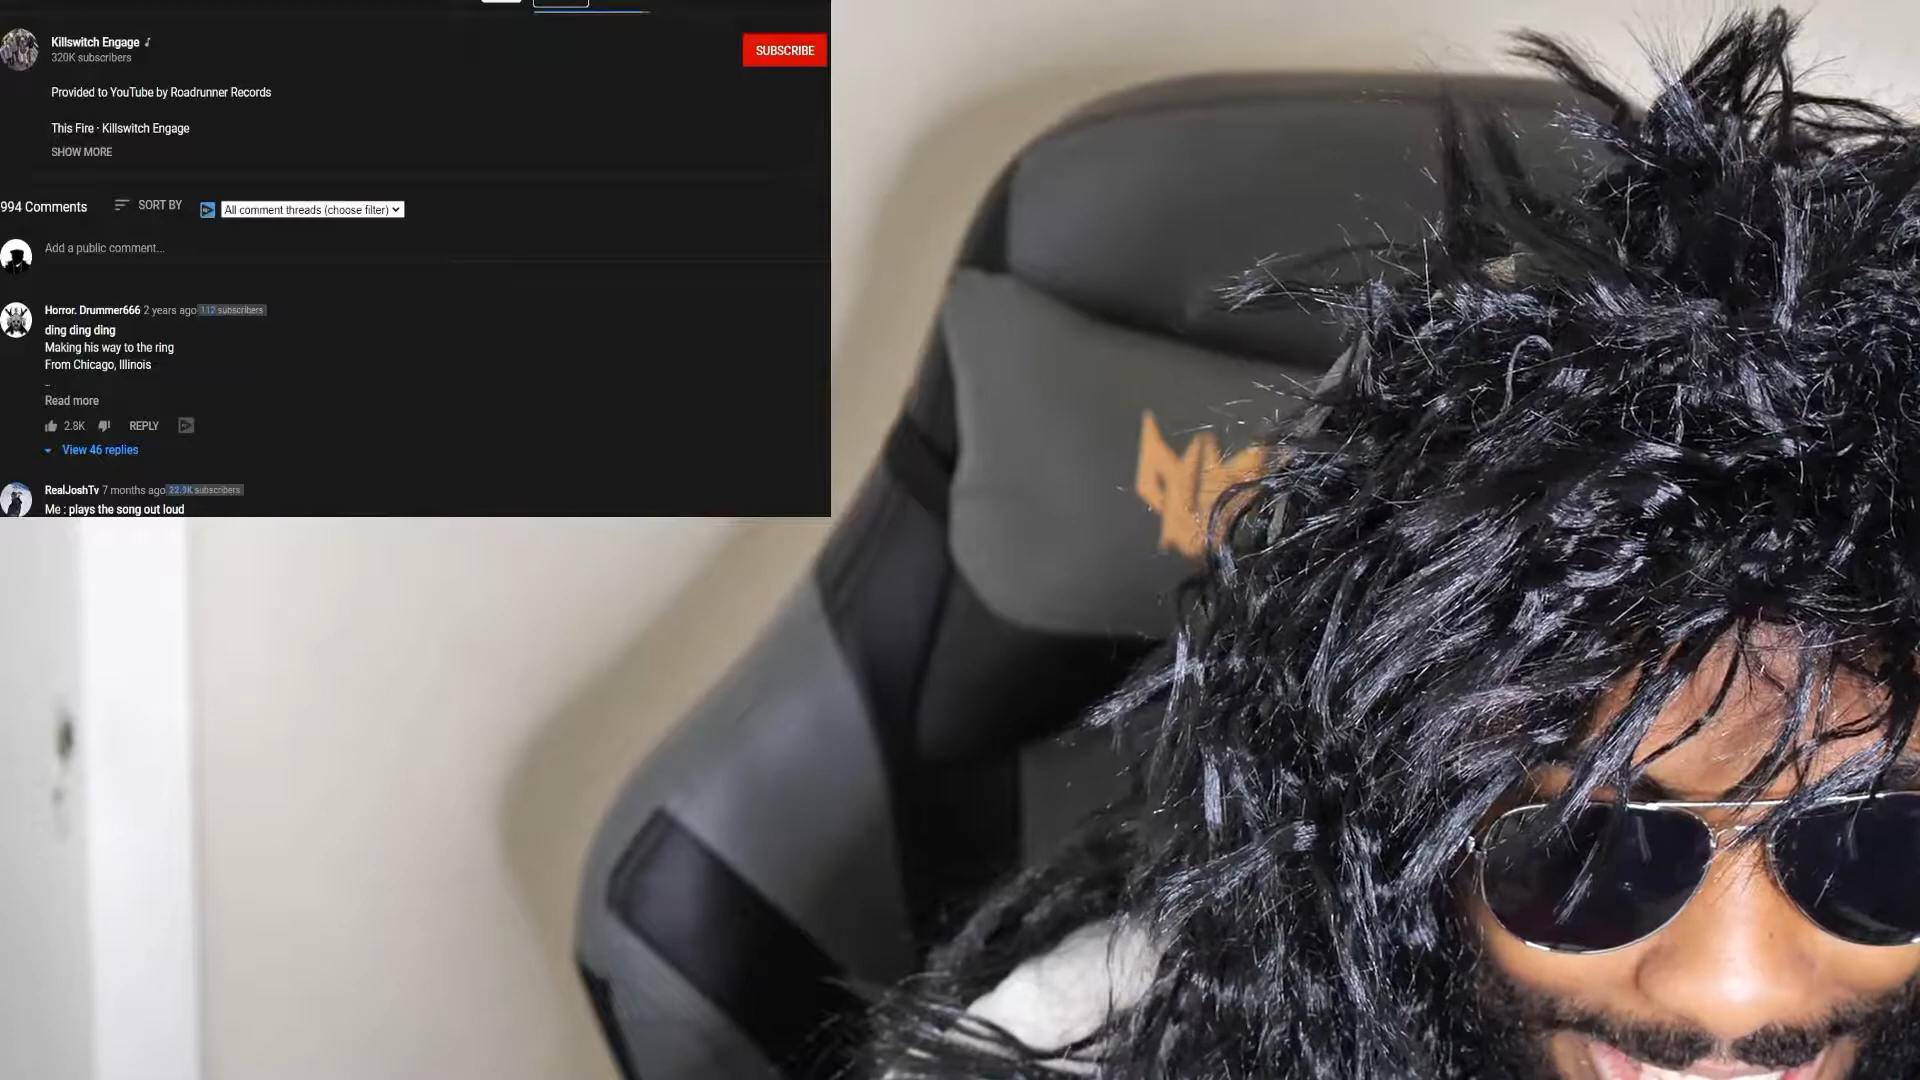 Killswitch Engage
320K subscribers
SUBSCRIBE
Provided to YouTube by Roadrunner Records
This Fire · Killswitch Engage
SHOW MORE
994 Comments
SORT BY
All comment threads (choose filter)
Add a public comment...
Horror. Drummer666 2 years ago 112 subscribers
ding ding ding
Making his way to the ring
From Chicago, Illinois
..
Read more
2.8K
REPLY
View 46 replies
RealJoshTv 7 months ago 22.9K subscribers
Me : plays the song out loud